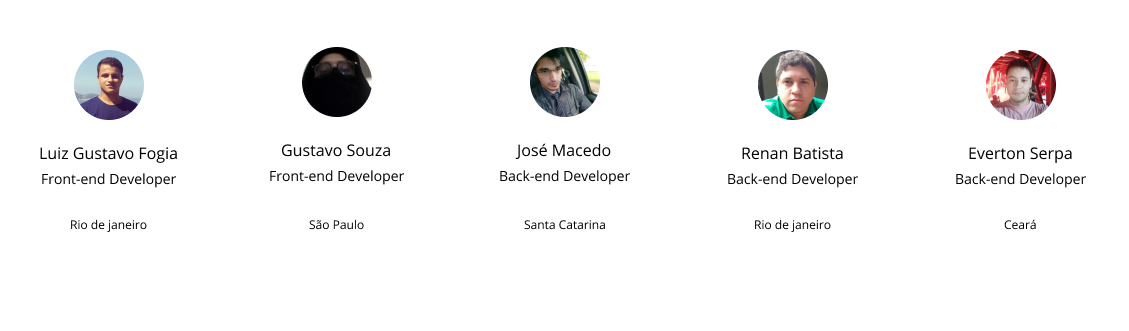 Luiz Gustavo Fogia
Front-end Developer
Rio de janeiro
Gustavo Souza
Front-end Developer
São Paulo
José Macedo
Back-end Developer
Santa Catarina
Renan Batista
Back-end Developer
Rio de janeiro
Everton Serpa
Back-end Developer
Ceará